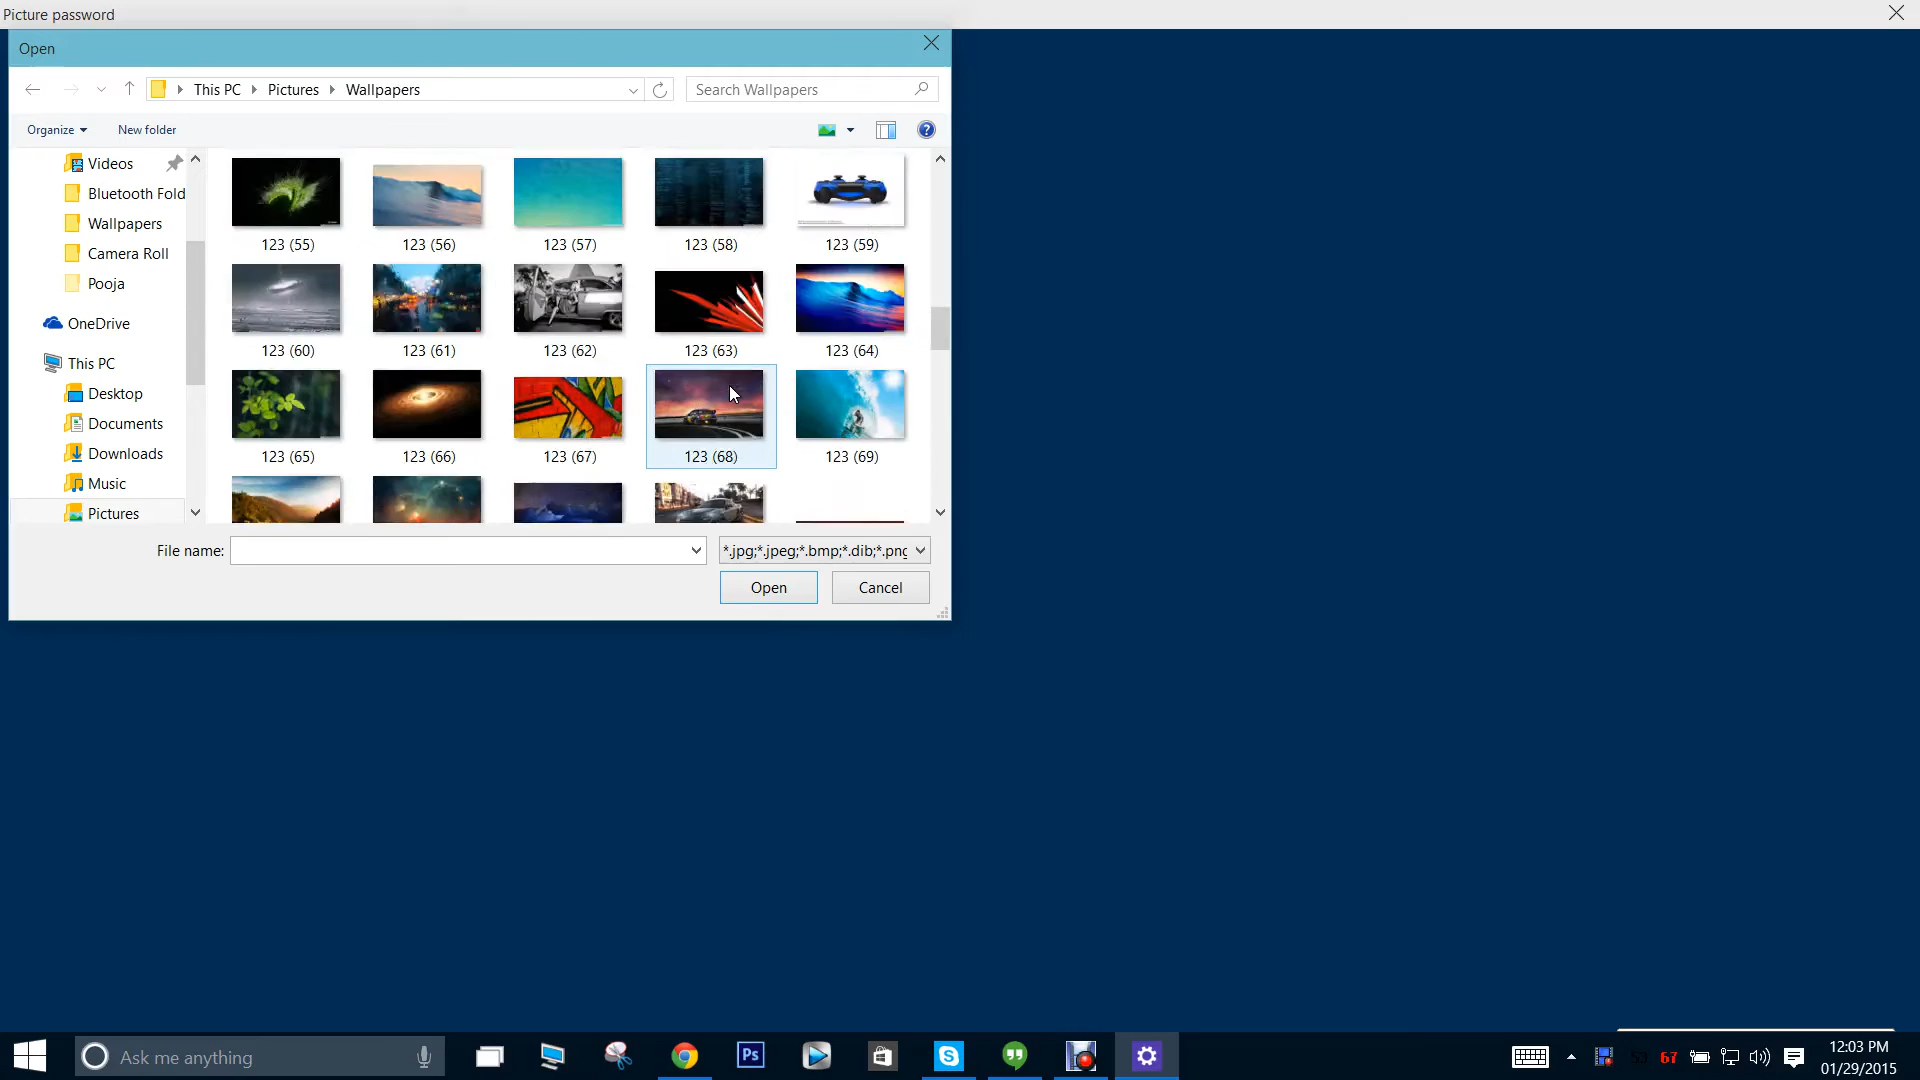 Picture password
Open
This PC Pictures Wallpapers
Search Wallpapers
Organize
New folder
Videos
Bluetooth Fold
Wallpapers
Camera Roll
Pooja
OneDrive
This PC
Desktop
Documents
Downloads
Music
Pictures
123 (55) 123 (56) 123 (57) 123 (58) 123 (59)
123 (60) 123 (61) 123 (62) 123 (63) 123 (64)
123 (65) 123 (66) 123 (67) 123 (68) 123 (69)
File name:
*.jpg;*.jpeg;*.bmp;*.dib;*.png
Open
Cancel
Ask me anything
Ps
67
12:03 PM
01/29/2015